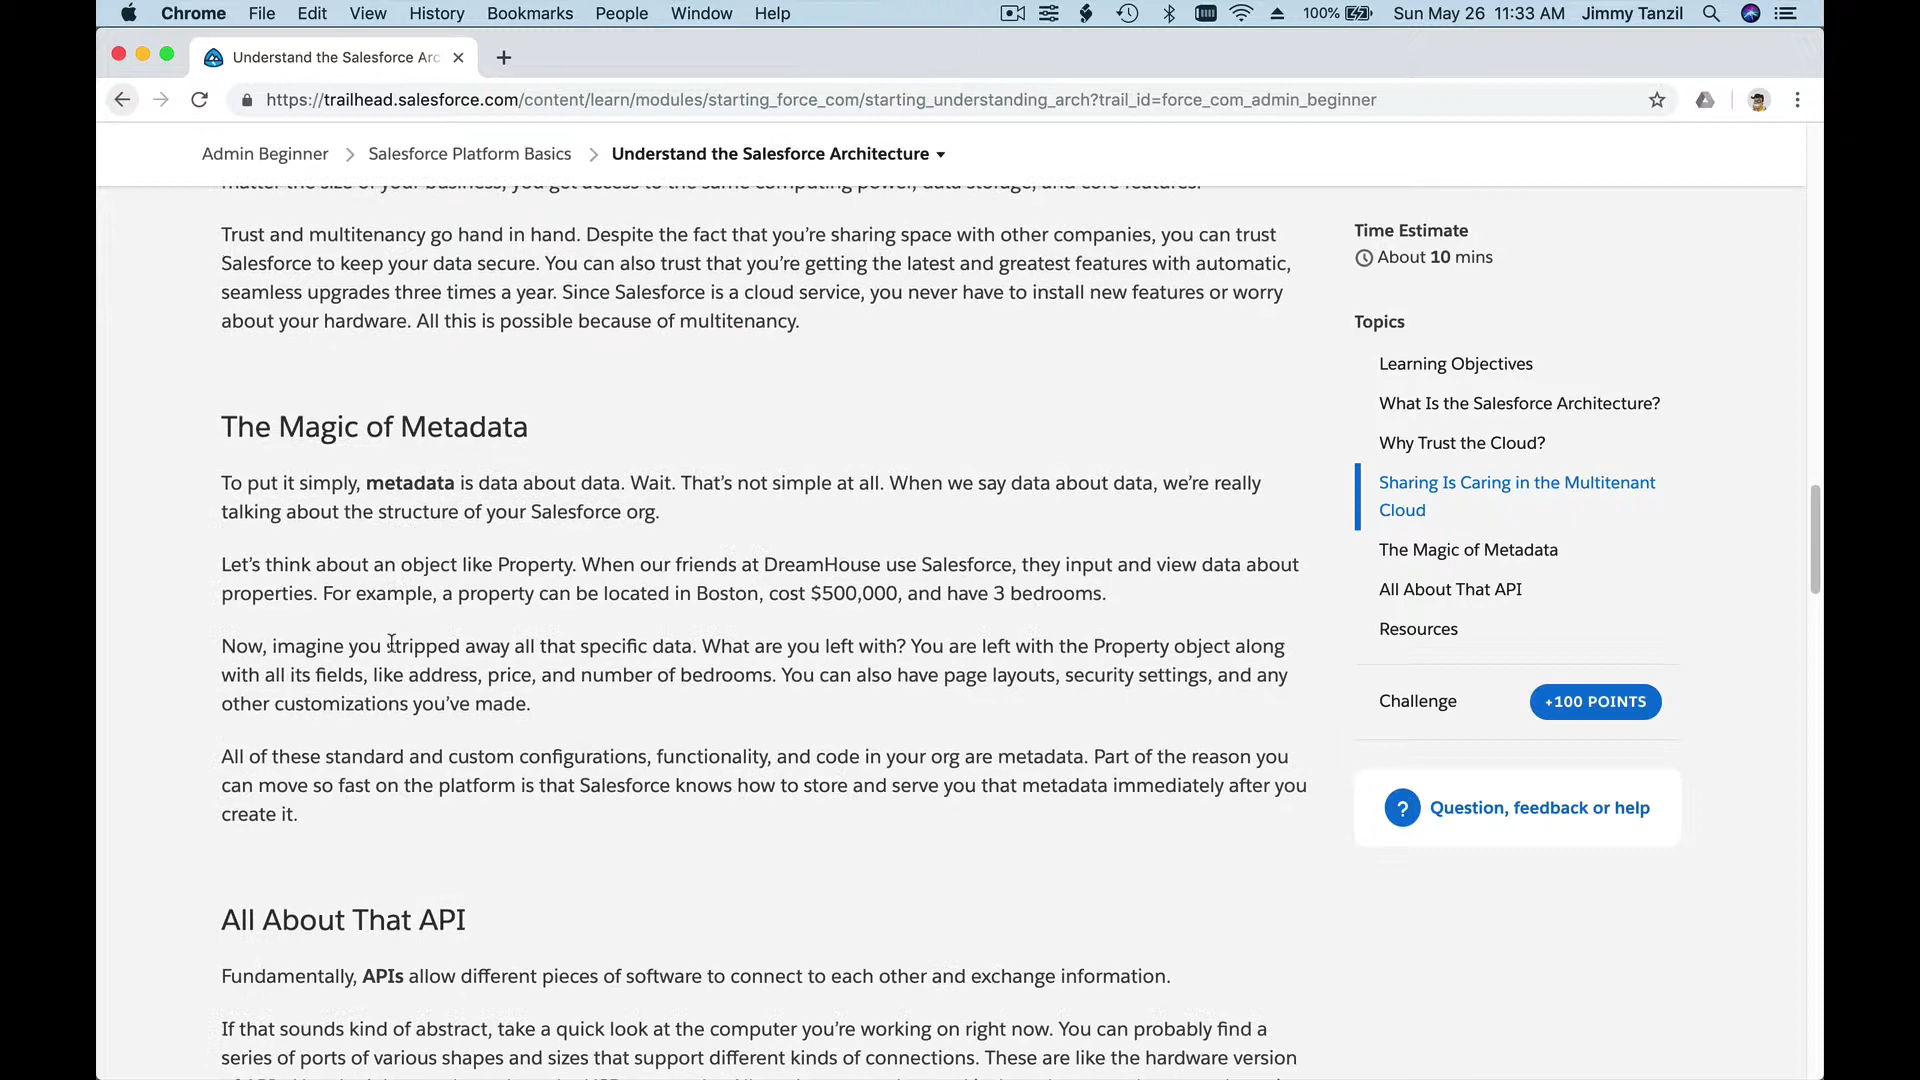 Chrome File Edit View History Bookmarks People Window Help 100% Sun May 26 11:33 AM Jimmy Tanzil
Understand the Salesforce Arc
https://trailhead.salesforce.com/content/learn/modules/starting_force_com/starting_understanding_arch?trail_id=force_com_admin_beginner
Admin Beginner Salesforce Platform Basics Understand the Salesforce Architecture
matter the size of your business, you get access to the same computing power, data storage, and core features.
Trust and multitenancy go hand in hand. Despite the fact that you’re sharing space with other companies, you can trust
Salesforce to keep your data secure. You can also trust that you’re getting the latest and greatest features with automatic,
seamless upgrades three times a year. Since Salesforce is a cloud service, you never have to install new features or worry
about your hardware. All this is possible because of multitenancy.
The Magic of Metadata
To put it simply, metadata is data about data. Wait. That’s not simple at all. When we say data about data, we’re really
talking about the structure of your Salesforce org.
Let’s think about an object like Property. When our friends at DreamHouse use Salesforce, they input and view data about
properties. For example, a property can be located in Boston, cost $500,000, and have 3 bedrooms.
Now, imagine you stripped away all that specific data. What are you left with? You are left with the Property object along
with all its fields, like address, price, and number of bedrooms. You can also have page layouts, security settings, and any
other customizations you’ve made.
All of these standard and custom configurations, functionality, and code in your org are metadata. Part of the reason you
can move so fast on the platform is that Salesforce knows how to store and serve you that metadata immediately after you
create it.
All About That API
Fundamentally, APIs allow different pieces of software to connect to each other and exchange information.
If that sounds kind of abstract, take a quick look at the computer you’re working on right now. You can probably find a
series of ports of various shapes and sizes that support different kinds of connections. These are like the hardware version
Time Estimate
About 10 mins
Topics
Learning Objectives
What Is the Salesforce Architecture?
Why Trust the Cloud?
Sharing Is Caring in the Multitenant
Cloud
The Magic of Metadata
All About That API
Resources
Challenge +100 POINTS
? Question, feedback or help